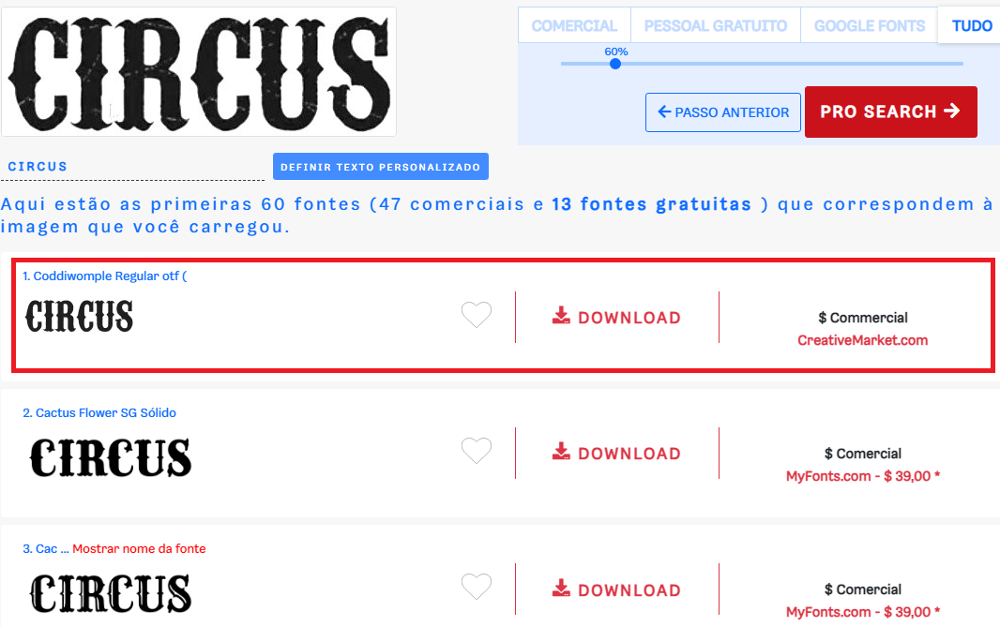 CIRCUS
COMERCIAL
PESSOAL GRATUITO
GOOGLE FONTS
TUDO
60%
PASSO ANTERIOR
PRO SEARCH
CIRCUS
DEFINIR TEXTO PERSONALIZADO
Aqui estão as primeiras 60 fontes (47 comerciais e 13 fontes gratuitas ) que correspondem à
imagem que você carregou.
1. Coddiwomple Regular otf (
CIRCUS
DOWNLOAD
$ Commercial
CreativeMarket.com
2. Cactus Flower SG Sólido
CIRCUS
DOWNLOAD
$ Comercial
MyFonts.com - $ 39,00 *
3. Cac ... Mostrar nome da fonte
CIRCUS
DOWNLOAD
$ Comercial
MyFonts.com - $ 39,00 *